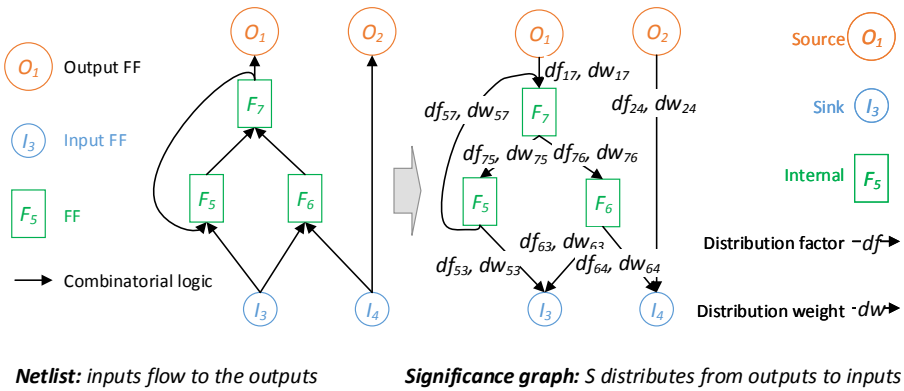 O1
O2
O1 Output FF
F7
I3 Input FF
F5
F6
F5 FF
Combinatorial logic
I3
I4
Netlist: inputs flow to the outputs
O1
O2
df17, dw17
df57, dw57
F7
df24, dw24
df75, dw75
df76, dw76
F5
F6
df63, dw63
df53, dw53
df64, dw64
I3
I4
Significance graph: S distributes from outputs to inputs
Source O1
Sink I3
Internal F5
Distribution factor df
Distribution weight dw